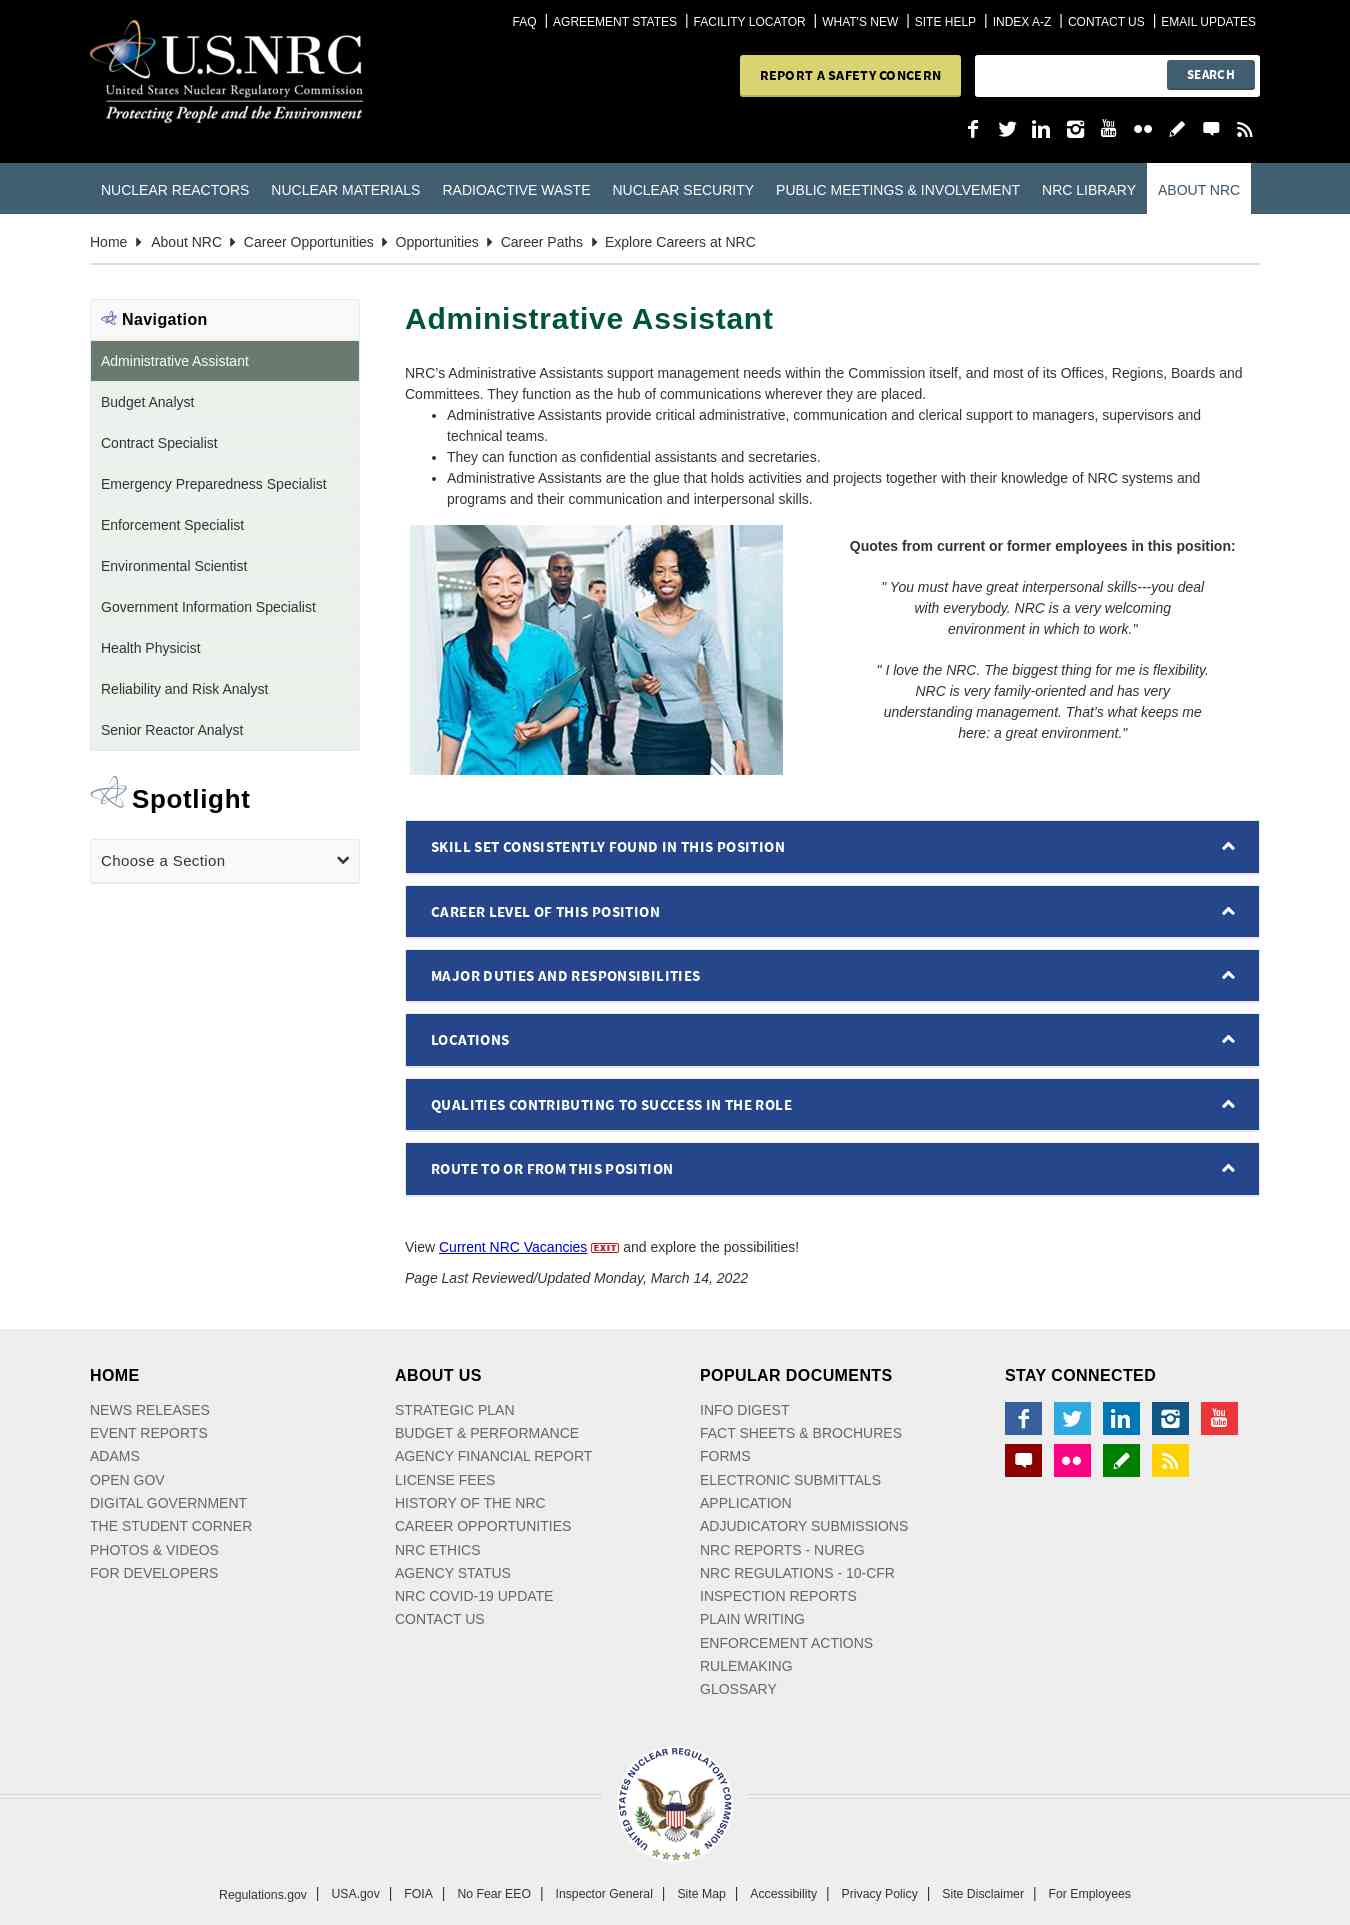 FAQ | AGREEMENT STATES | FACILITY LOCATOR | WHAT'S NEW | SITE HELP | INDEX A-Z | CONTACT US | EMAIL UPDATES
U.S.NRC
United States Nuclear Regulatory Commission
Protecting People and the Environment
REPORT A SAFETY CONCERN
SEARCH
NUCLEAR REACTORS NUCLEAR MATERIALS RADIOACTIVE WASTE NUCLEAR SECURITY PUBLIC MEETINGS & INVOLVEMENT NRC LIBRARY ABOUT NRC
Home About NRC Career Opportunities Opportunities Career Paths Explore Careers at NRC
Navigation
Administrative Assistant
Budget Analyst
Contract Specialist
Emergency Preparedness Specialist
Enforcement Specialist
Environmental Scientist
Government Information Specialist
Health Physicist
Reliability and Risk Analyst
Senior Reactor Analyst
Spotlight
Choose a Section
Administrative Assistant
NRC's Administrative Assistants support management needs within the Commission itself, and most of its Offices, Regions, Boards and
Committees. They function as the hub of communications wherever they are placed.
• Administrative Assistants provide critical administrative, communication and clerical support to managers, supervisors and
technical teams.
• They can function as confidential assistants and secretaries.
• Administrative Assistants are the glue that holds activities and projects together with their knowledge of NRC systems and
programs and their communication and interpersonal skills.
Quotes from current or former employees in this position:
" You must have great interpersonal skills---you deal
with everybody. NRC is a very welcoming
environment in which to work."
" I love the NRC. The biggest thing for me is flexibility.
NRC is very family-oriented and has very
understanding management. That's what keeps me
here: a great environment."
SKILL SET CONSISTENTLY FOUND IN THIS POSITION
CAREER LEVEL OF THIS POSITION
MAJOR DUTIES AND RESPONSIBILITIES
LOCATIONS
QUALITIES CONTRIBUTING TO SUCCESS IN THE ROLE
ROUTE TO OR FROM THIS POSITION
View Current NRC Vacancies EXIT and explore the possibilities!
Page Last Reviewed/Updated Monday, March 14, 2022
HOME
NEWS RELEASES
EVENT REPORTS
ADAMS
OPEN GOV
DIGITAL GOVERNMENT
THE STUDENT CORNER
PHOTOS & VIDEOS
FOR DEVELOPERS
ABOUT US
STRATEGIC PLAN
BUDGET & PERFORMANCE
AGENCY FINANCIAL REPORT
LICENSE FEES
HISTORY OF THE NRC
CAREER OPPORTUNITIES
NRC ETHICS
AGENCY STATUS
NRC COVID-19 UPDATE
CONTACT US
POPULAR DOCUMENTS
INFO DIGEST
FACT SHEETS & BROCHURES
FORMS
ELECTRONIC SUBMITTALS
APPLICATION
ADJUDICATORY SUBMISSIONS
NRC REPORTS - NUREG
NRC REGULATIONS - 10-CFR
INSPECTION REPORTS
PLAIN WRITING
ENFORCEMENT ACTIONS
RULEMAKING
GLOSSARY
STAY CONNECTED
You
Tube
UNITED STATES NUCLEAR REGULATORY COMMISSION
Regulations.gov | USA.gov | FOIA | No Fear EEO | Inspector General | Site Map | Accessibility | Privacy Policy | Site Disclaimer | For Employees